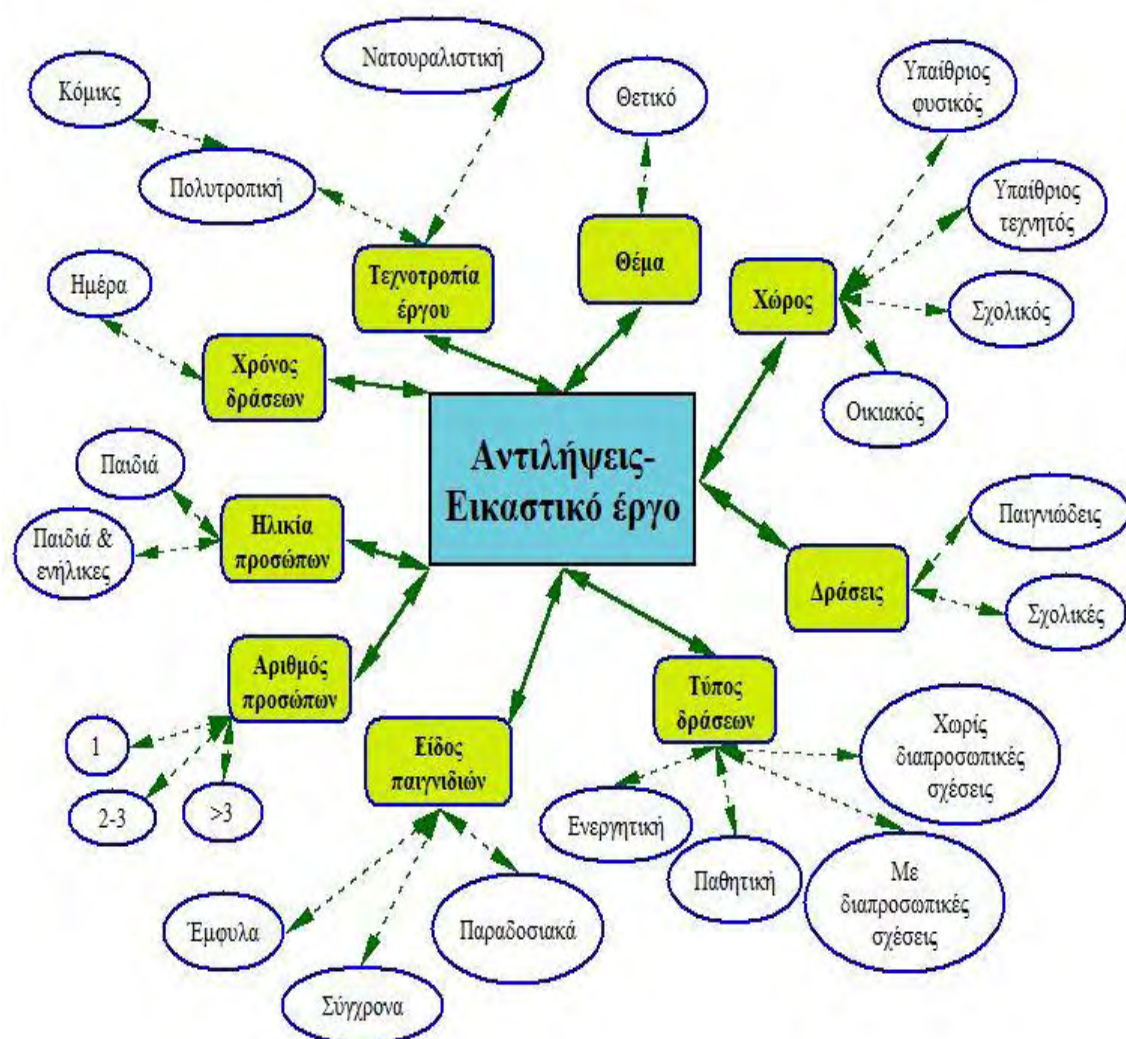 Νατουραλιστική
Κόμικς
Θετικό
Υπαίθριος
φυσικός
Πολυτροπική
Υπαίθριος
τεχνητός
Τεχνοτροπία
έργου
Θέμα
Χώρος
Ημέρα
Σχολικός
Χρόνος
δράσεων
Οικιακός
Αντιλήψεις-
Εικαστικό έργο
Παιδιά
Παιδιά &
ενήλικες
Ηλικία
προσώπων
Παιγνιώδεις
Δράσεις
Σχολικές
Αριθμός
προσώπων
Τύπος
δράσεων
1
2-3
>3
Είδος
παιγνιδιών
Χωρίς
διαπροσωπικές
σχέσεις
Ενεργητική
Παθητική
Με
διαπροσωπικές
σχέσεις
Έμφυλα
Παραδοσιακά
Σύγχρονα